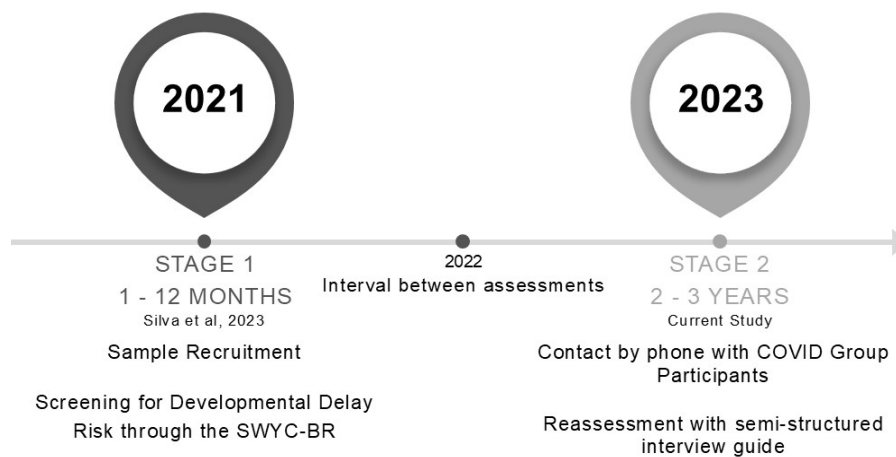 2021
2023
STAGE 1
1 - 12 MONTHS
Silva et al, 2023
Sample Recruitment
Screening for Developmental Delay
Risk through the SWYC-BR
2022
Interval between assessments
STAGE 2
2 - 3 YEARS
Current Study
Contact by phone with COVID Group
Participants
Reassessment with semi-structured
interview guide